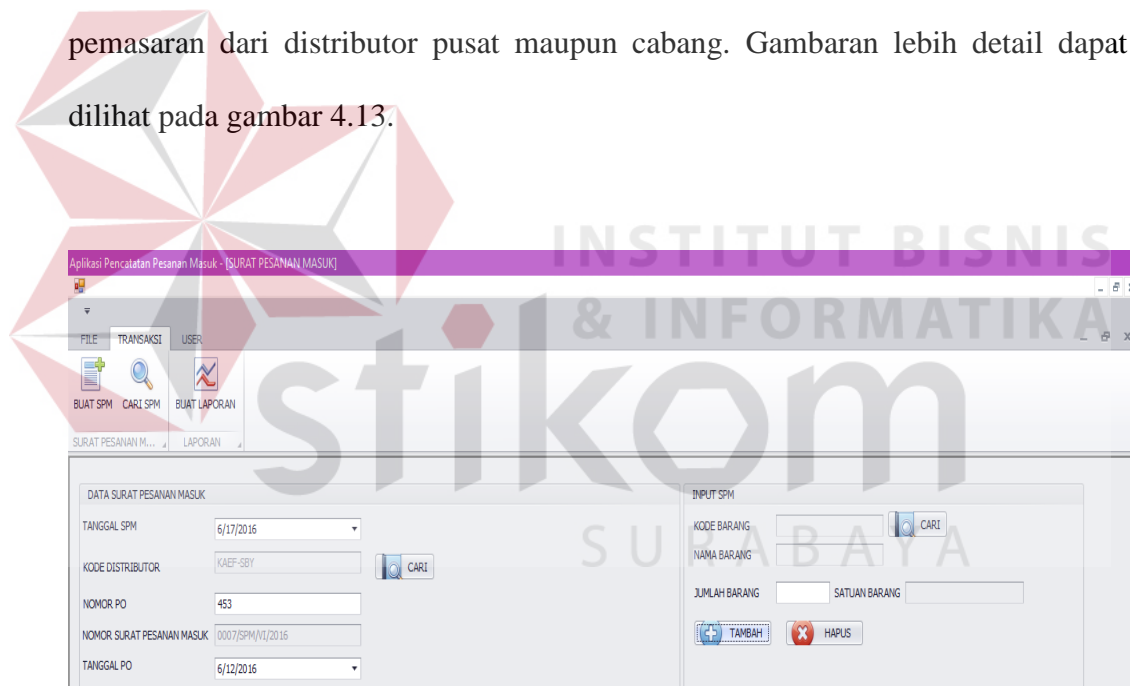 pemasaran dari distributor pusat maupun cabang. Gambaran lebih detail dapat
dilihat pada gambar 4.13.
INSTITUT BISNIS
& INFORMATIKA
stikom
SURABAYA
Aplikasi Pencatatan Pesanan Masuk - [SURAT PESANAN MASUK]
FILE TRANSAKSI USER
BUAT SPM CARI SPM BUAT LAPORAN
SURAT PESANAN M... LAPORAN
DATA SURAT PESANAN MASUK
TANGGAL SPM 6/17/2016
KODE DISTRIBUTOR KAEF-SBY CARI
NOMOR PO 453
NOMOR SURAT PESANAN MASUK 0007/SPM/VI/2016
TANGGAL PO 6/12/2016
INPUT SPM
KODE BARANG CARI
NAMA BARANG
JUMLAH BARANG SATUAN BARANG
TAMBAH HAPUS